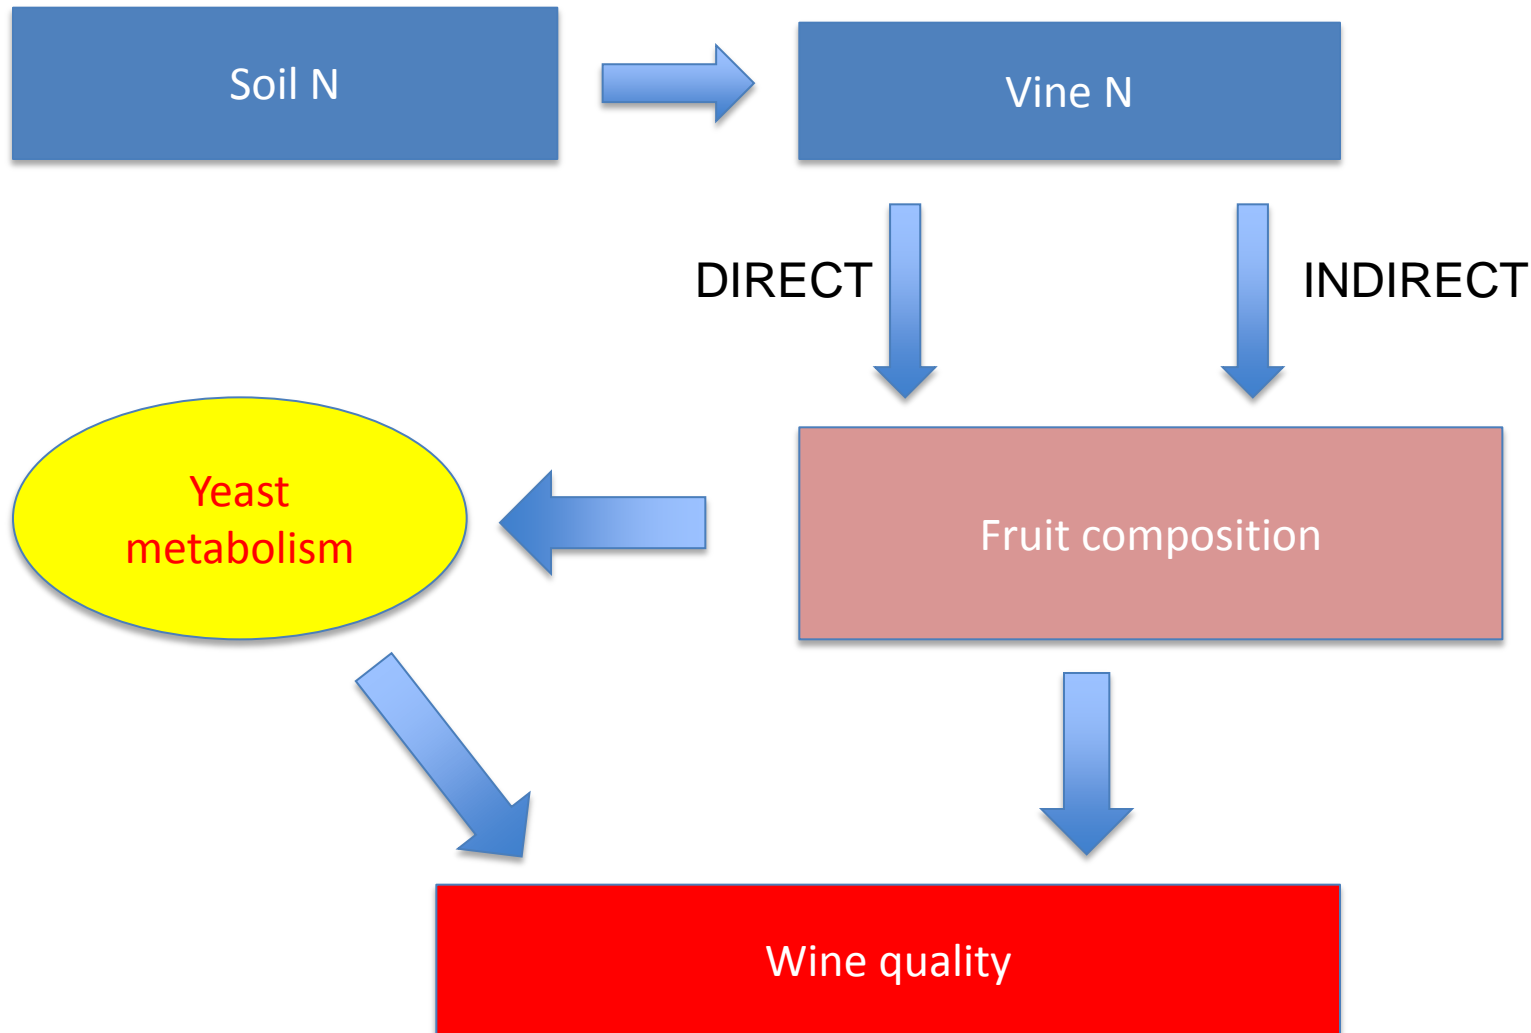 Soil N
Vine N
DIRECT
INDIRECT
Yeast
metabolism
Fruit composition
Wine quality